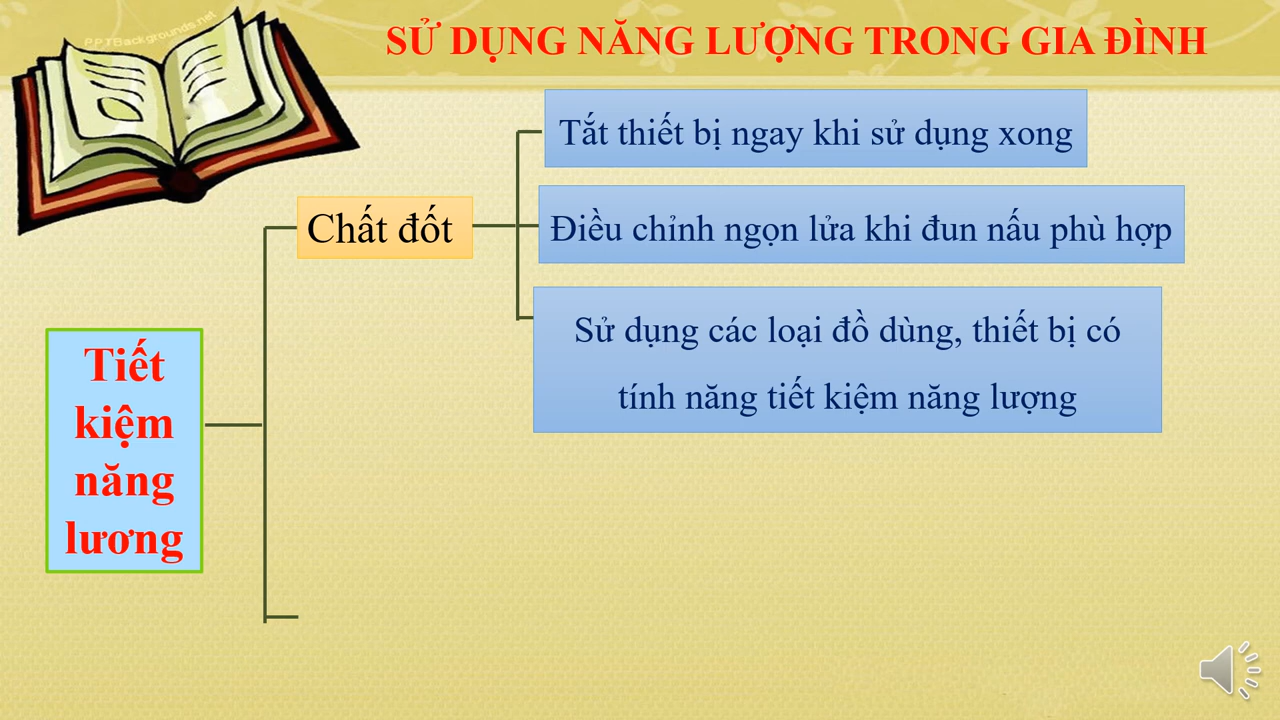 PPTBackgrounds.net
SỬ DỤNG NĂNG LƯỢNG TRONG GIA ĐÌNH
Tắt thiết bị ngay khi sử dụng xong
Chất đốt
Điều chỉnh ngọn lửa khi đun nấu phù hợp
Sử dụng các loại đồ dùng, thiết bị có
tính năng tiết kiệm năng lượng
Tiết
kiệm
năng
lương